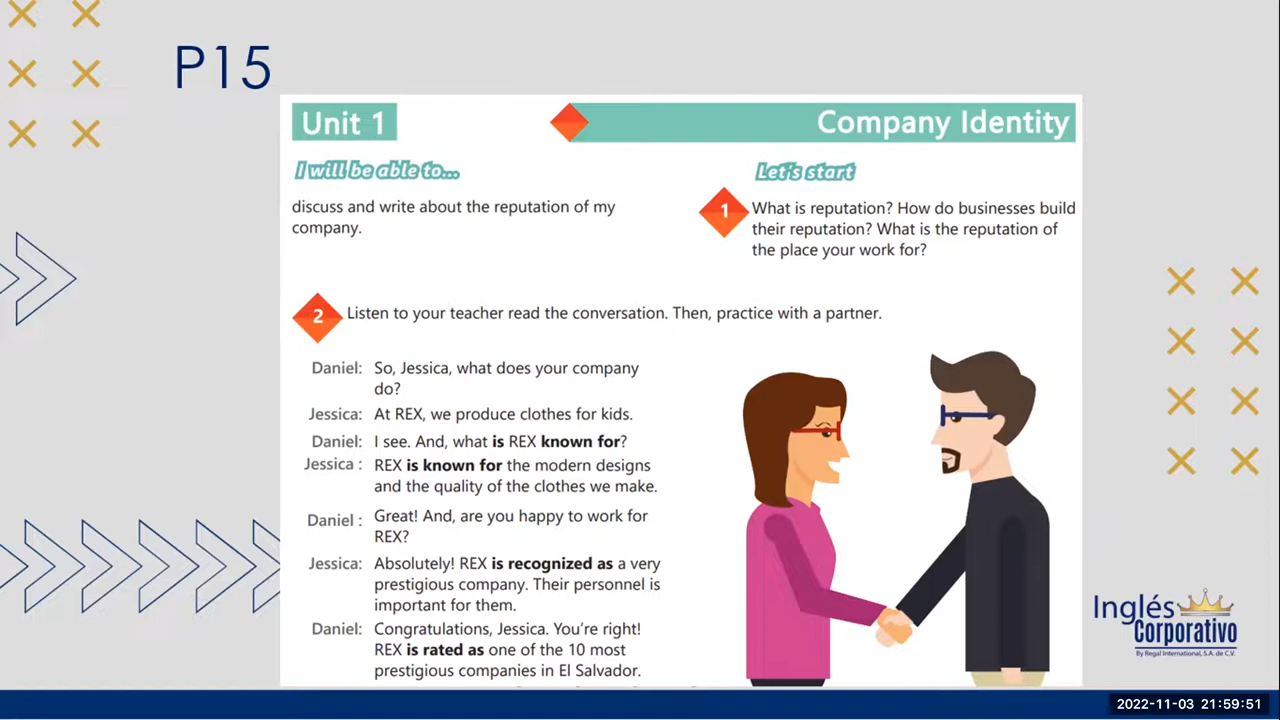 P15
Unit 1
Company Identity
I will be able to...
discuss and write about the reputation of my
company.
Let's start
1
What is reputation? How do businesses build
their reputation? What is the reputation of
the place your work for?
2
Listen to your teacher read the conversation. Then, practice with a partner.
Daniel: So, Jessica, what does your company
do?
Jessica: At REX, we produce clothes for kids.
Daniel: I see. And, what is REX known for?
Jessica : REX is known for the modern designs
and the quality of the clothes we make.
Daniel : Great! And, are you happy to work for
REX?
Jessica: Absolutely! REX is recognized as a very
prestigious company. Their personnel is
important for them.
Daniel: Congratulations, Jessica. You're right!
REX is rated as one of the 10 most
prestigious companies in El Salvador.
Inglés
Corporativo
By Regal International, S.A. de C.V.
2022-11-03 21:59:51